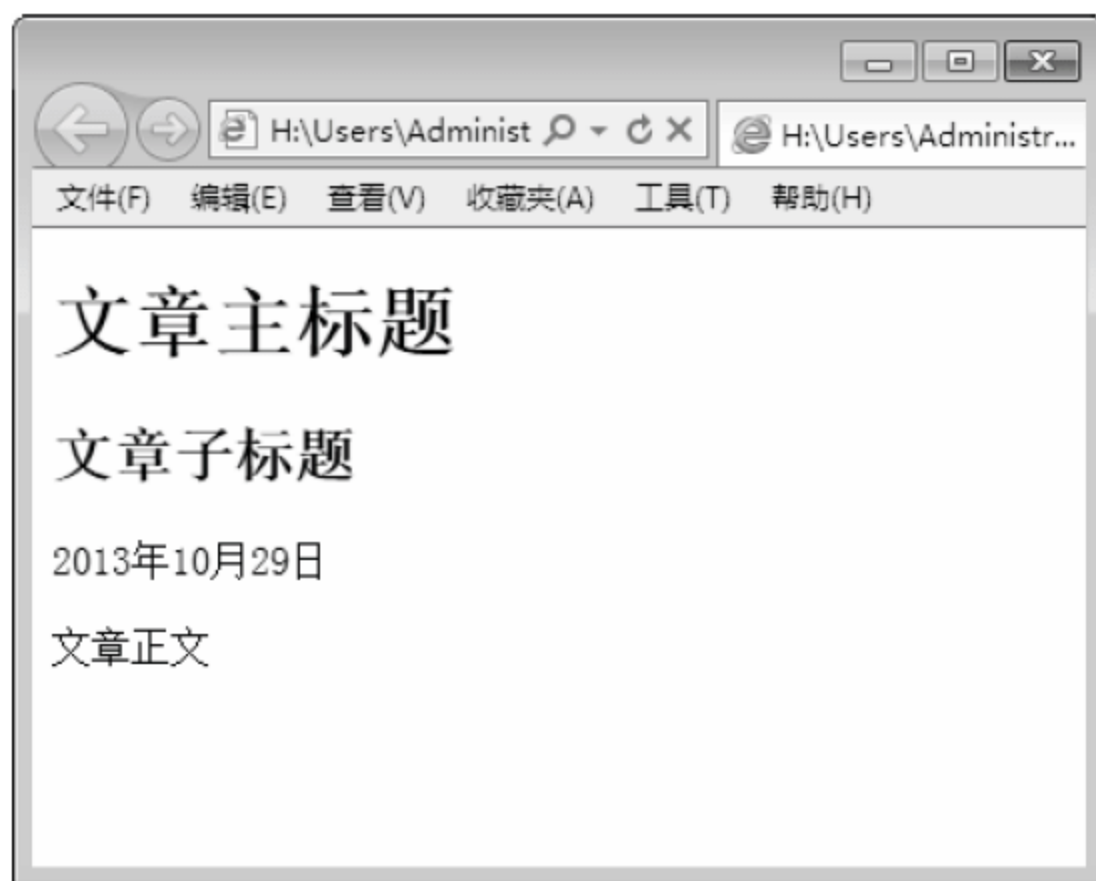 H:\Users\Administ
H:\Users\Administr...
文件(F) 编辑(E) 查看(V) 收藏夹(A) 工具(T) 帮助(H)
文章主标题
文章子标题
2013年10月29日
文章正文